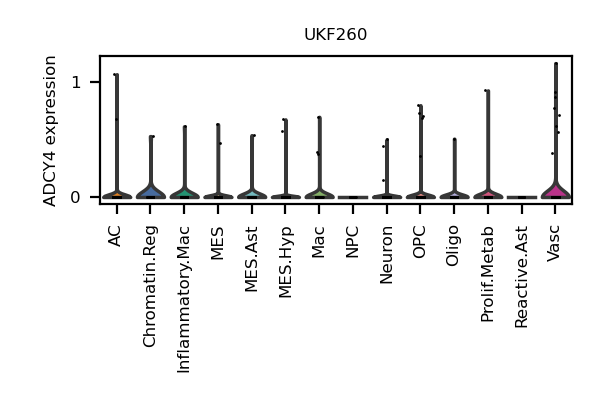 UKF260
ADCY4 expression
1
0
AC
Chromatin.Reg
Inflammatory.Mac
MES
MES.Ast
MES.Hyp
Mac
NPC
Neuron
OPC
Oligo
Prolif.Metab
Reactive.Ast
Vasc